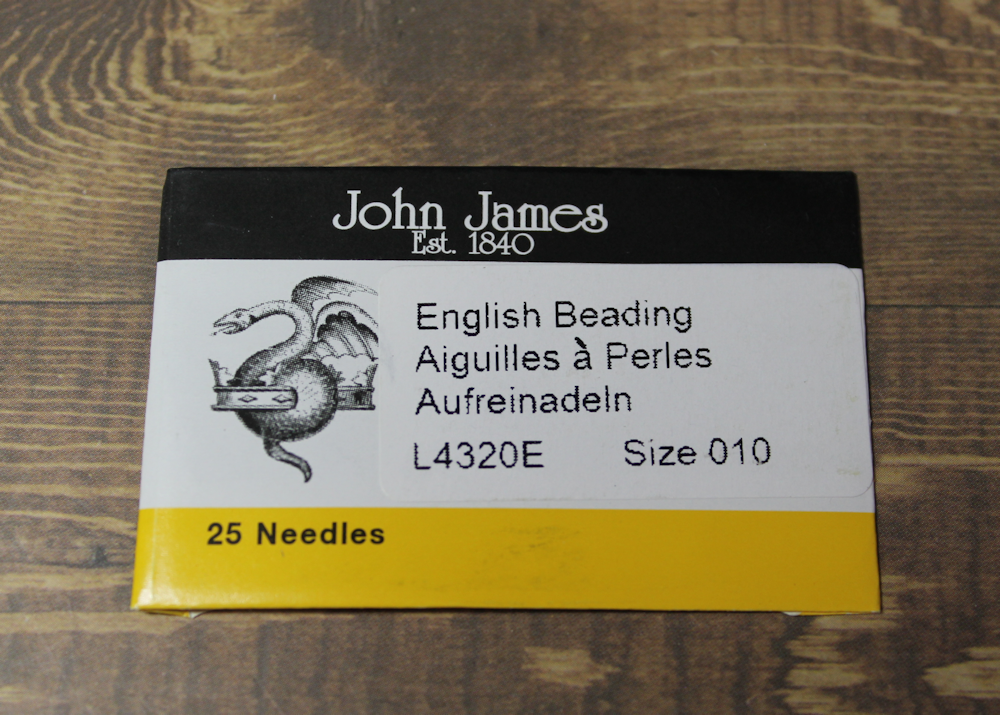 John James
Est. 1840
English Beading
Aiguilles à Perles
Aufreinadeln
L4320E Size 010
25 Needles